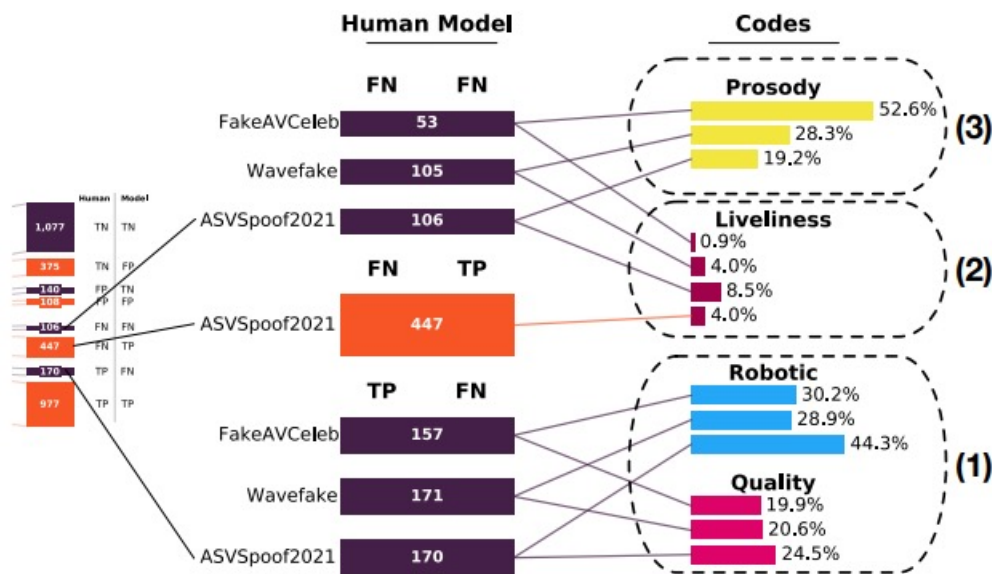 Human Model
Codes
FN FN
Prosody
FakeAVCeleb 53 52.6%
28.3%
Wavefake 105 19.2%
(3)
ASVSpoof2021 106
Liveliness
0.9%
4.0%
8.5%
4.0%
(2)
FN TP
ASVSpoof2021 447
TP FN
Robotic
30.2%
28.9%
44.3%
FakeAVCeleb 157
(1)
Quality
19.9%
20.6%
24.5%
Wavefake 171
ASVSpoof2021 170
Human Model
1,077 TN TN
375 TN FP
140 FP TN
108 FP FP
106 FN FN
447 FN TP
170 TP FN
977 TP TP